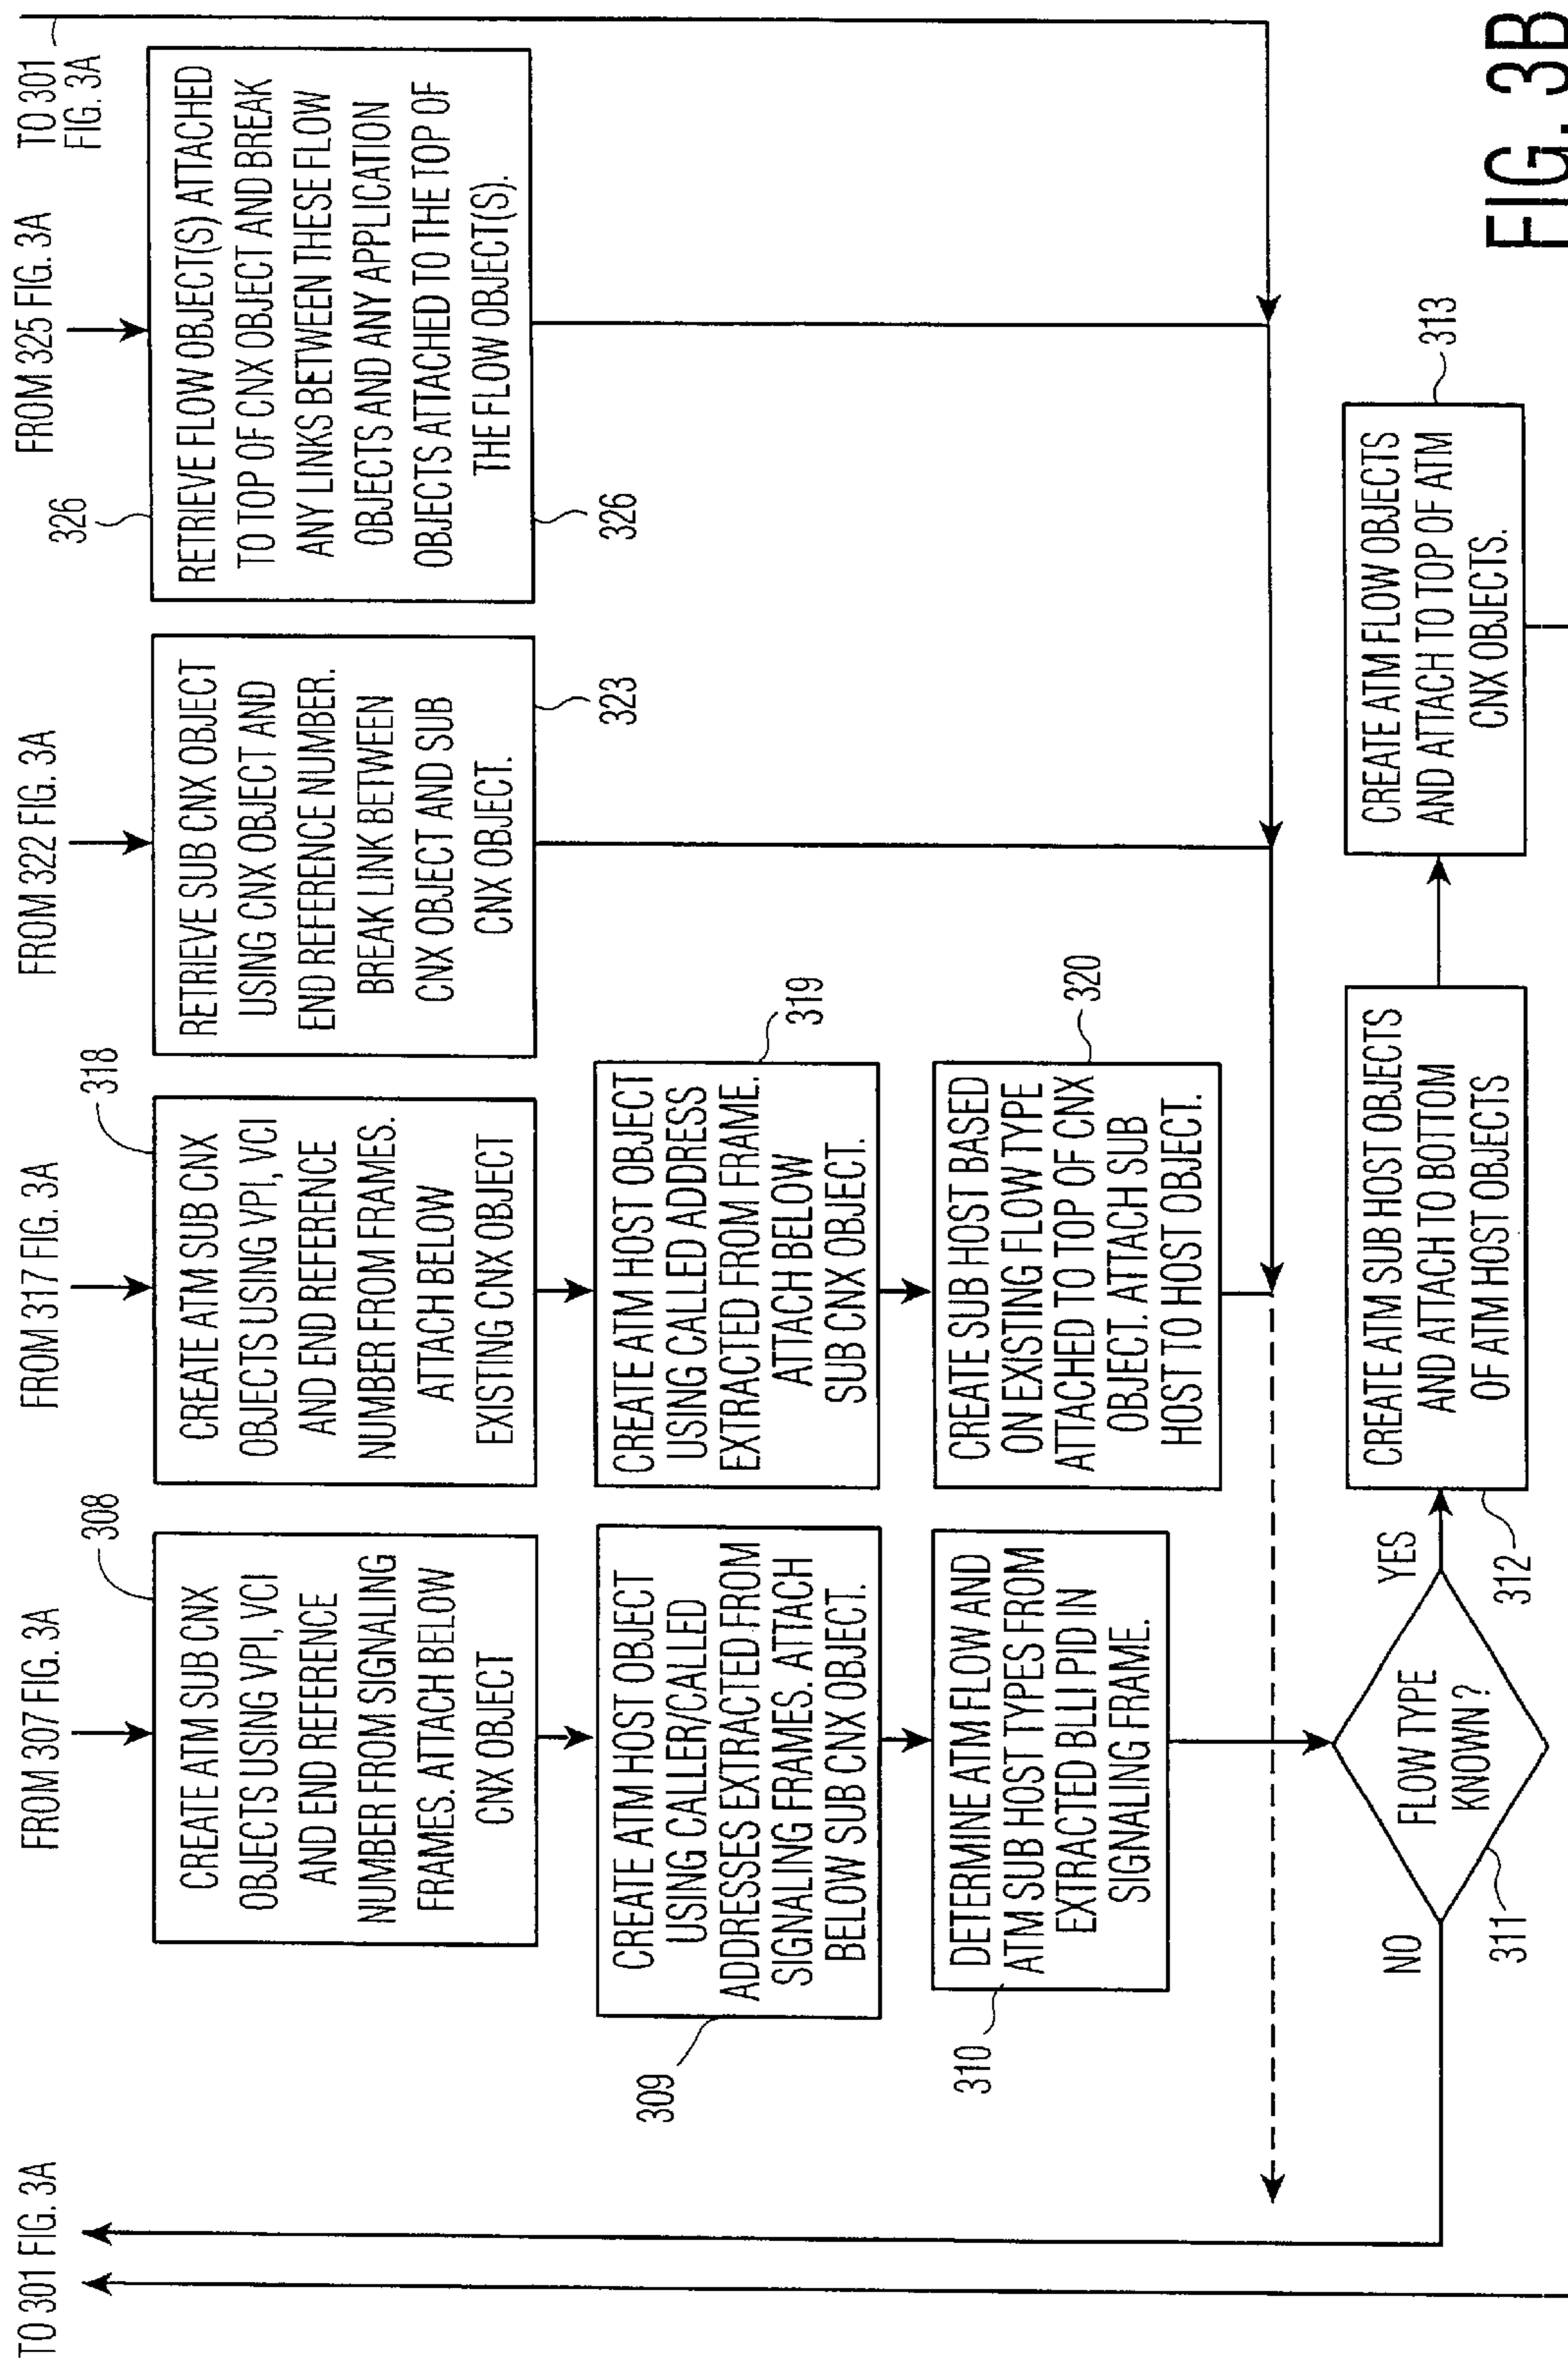 TO 301 FIG. 3A
FROM 307 FIG. 3A
FROM 317 FIG. 3A
FROM 322 FIG. 3A
FROM 325 FIG. 3A
TO 301
FIG. 3A
308
CREATE ATM SUB CNX
OBJECTS USING VPI, VCI
AND END REFERENCE
NUMBER FROM SIGNALING
FRAMES. ATTACH BELOW
CNX OBJECT
318
CREATE ATM SUB CNX
OBJECTS USING VPI, VCI
AND END REFERENCE
NUMBER FROM FRAMES.
ATTACH BELOW
EXISTING CNX OBJECT
RETRIEVE SUB CNX OBJECT
USING CNX OBJECT AND
END REFERENCE NUMBER.
BREAK LINK BETWEEN
CNX OBJECT AND SUB
CNX OBJECT.
323
326
RETRIEVE FLOW OBJECT(S) ATTACHED
TO TOP OF CNX OBJECT AND BREAK
ANY LINKS BETWEEN THESE FLOW
OBJECTS AND ANY APPLICATION
OBJECTS ATTACHED TO THE TOP OF
THE FLOW OBJECT(S).
326
309
CREATE ATM HOST OBJECT
USING CALLER/CALLED
ADDRESSES EXTRACTED FROM
SIGNALING FRAMES. ATTACH
BELOW SUB CNX OBJECT.
319
CREATE ATM HOST OBJECT
USING CALLED ADDRESS
EXTRACTED FROM FRAME.
ATTACH BELOW
SUB CNX OBJECT.
310
DETERMINE ATM FLOW AND
ATM SUB HOST TYPES FROM
EXTRACTED BLLI PID IN
SIGNALING FRAME.
320
CREATE SUB HOST BASED
ON EXISTING FLOW TYPE
ATTACHED TO TOP OF CNX
OBJECT. ATTACH SUB
HOST TO HOST OBJECT.
NO
FLOW TYPE
KNOWN?
311
YES
CREATE ATM SUB HOST OBJECTS
AND ATTACH TO BOTTOM
OF ATM HOST OBJECTS
312
313
CREATE ATM FLOW OBJECTS
AND ATTACH TO TOP OF ATM
CNX OBJECTS.
FIG. 3B